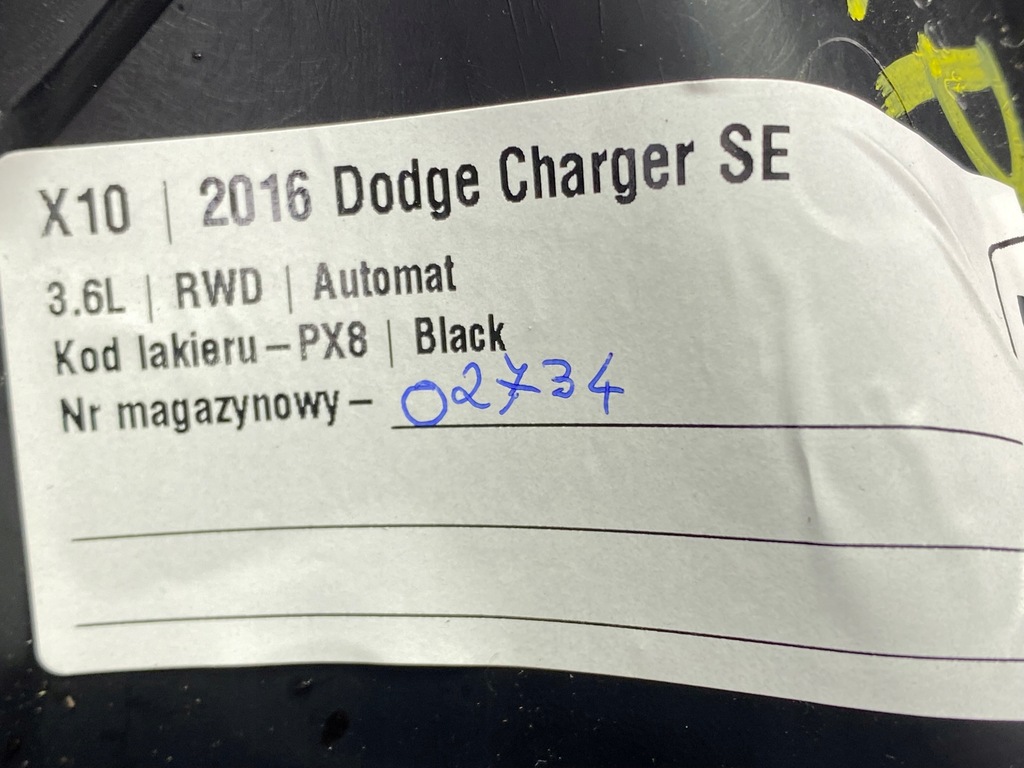 X10 | 2016 Dodge Charger SE
3.6L | RWD | Automat
Kod lakieru – PX8 | Black
Nr magazynowy – 02734